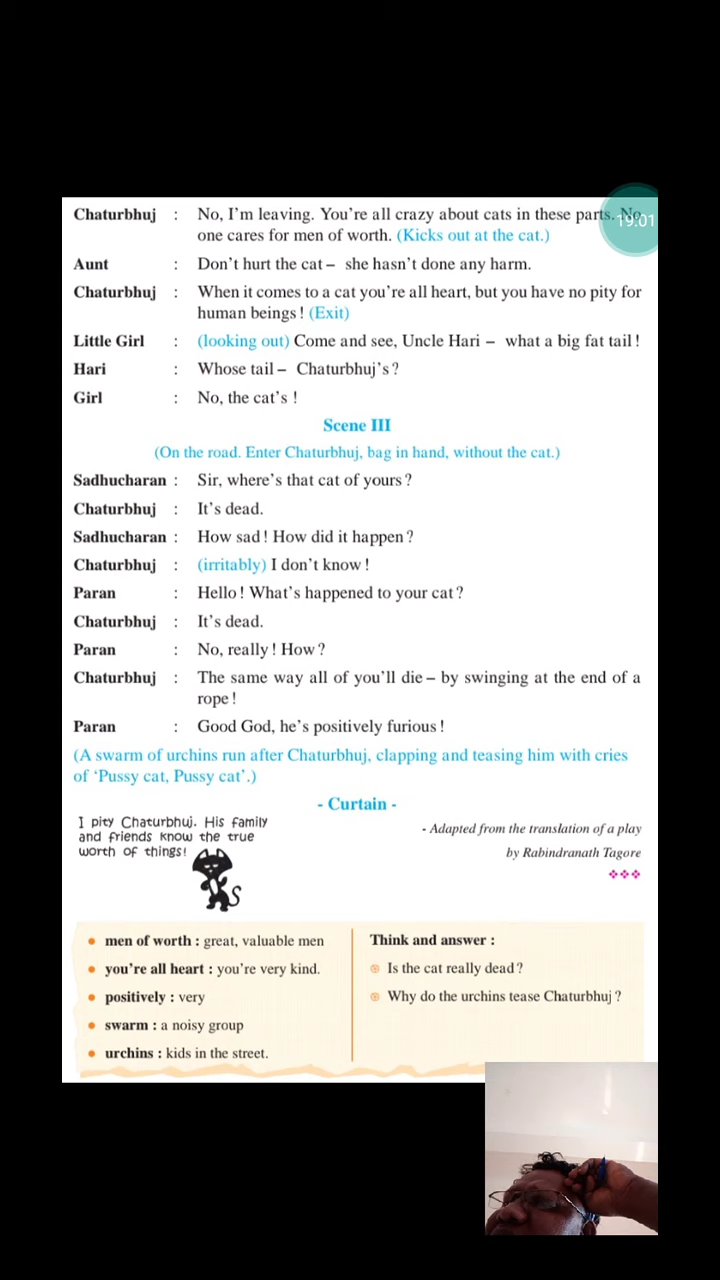 Chaturbhuj : No, I'm leaving. You're all crazy about cats in these parts. No
19:01
one cares for men of worth. (Kicks out at the cat.)
Aunt : Don't hurt the cat – she hasn't done any harm.
Chaturbhuj : When it comes to a cat you're all heart, but you have no pity for
human beings ! (Exit)
Little Girl : (looking out) Come and see, Uncle Hari – what a big fat tail !
Hari : Whose tail – Chaturbhuj's ?
Girl : No, the cat's !
Scene III
(On the road. Enter Chaturbhuj, bag in hand, without the cat.)
Sadhucharan : Sir, where's that cat of yours ?
Chaturbhuj : It's dead.
Sadhucharan : How sad ! How did it happen ?
Chaturbhuj : (irritably) I don't know !
Paran : Hello ! What's happened to your cat ?
Chaturbhuj : It's dead.
Paran : No, really ! How ?
Chaturbhuj : The same way all of you'll die – by swinging at the end of a
rope !
Paran : Good God, he's positively furious !
(A swarm of urchins run after Chaturbhuj, clapping and teasing him with cries
of 'Pussy cat, Pussy cat'.)
- Curtain -
I pity Chaturbhuj. His family
and friends know the true
worth of things!
- Adapted from the translation of a play
by Rabindranath Tagore
• men of worth : great, valuable men
• you're all heart : you're very kind.
• positively : very
• swarm : a noisy group
• urchins : kids in the street.
Think and answer :
Is the cat really dead ?
Why do the urchins tease Chaturbhuj ?